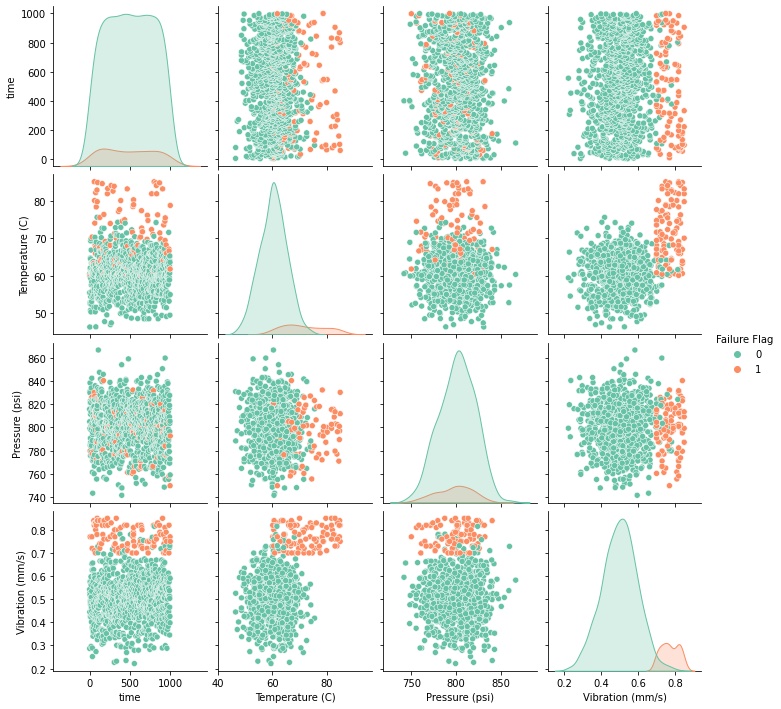 1000
800
600
400
200
0
time
80
70
60
50
Temperature (C)
860
840
820
800
780
760
740
Pressure (psi)
Failure Flag
0
1
0.8
0.7
0.6
0.5
0.4
0.3
0.2
Vibration (mm/s)
0 500 1000
time
40 60 80
Temperature (C)
750 800 850
Pressure (psi)
0.2 0.4 0.6 0.8
Vibration (mm/s)